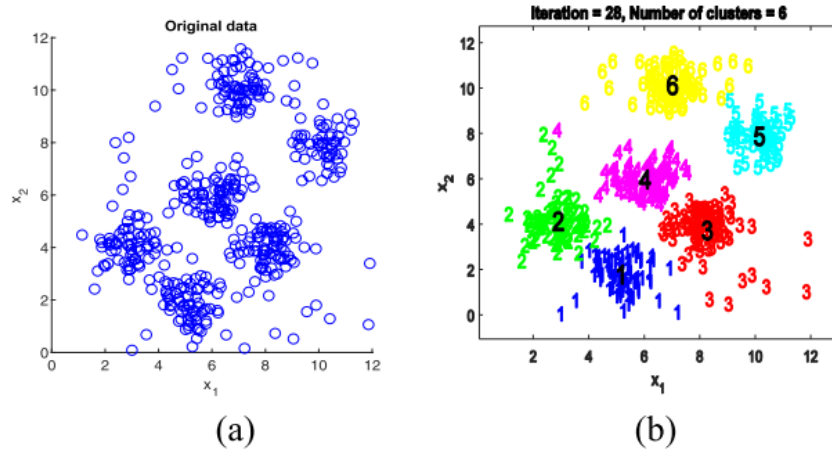 Original data
12
10
8
6
4
2
0
0 2 4 6 8 10 12
x₂
x₁
(a)
Iteration = 28, Number of clusters = 6
12
10
8
6
4
2
0
2 4 6 8 10 12
x₂
x₁
6
5
4
2
3
1
(b)